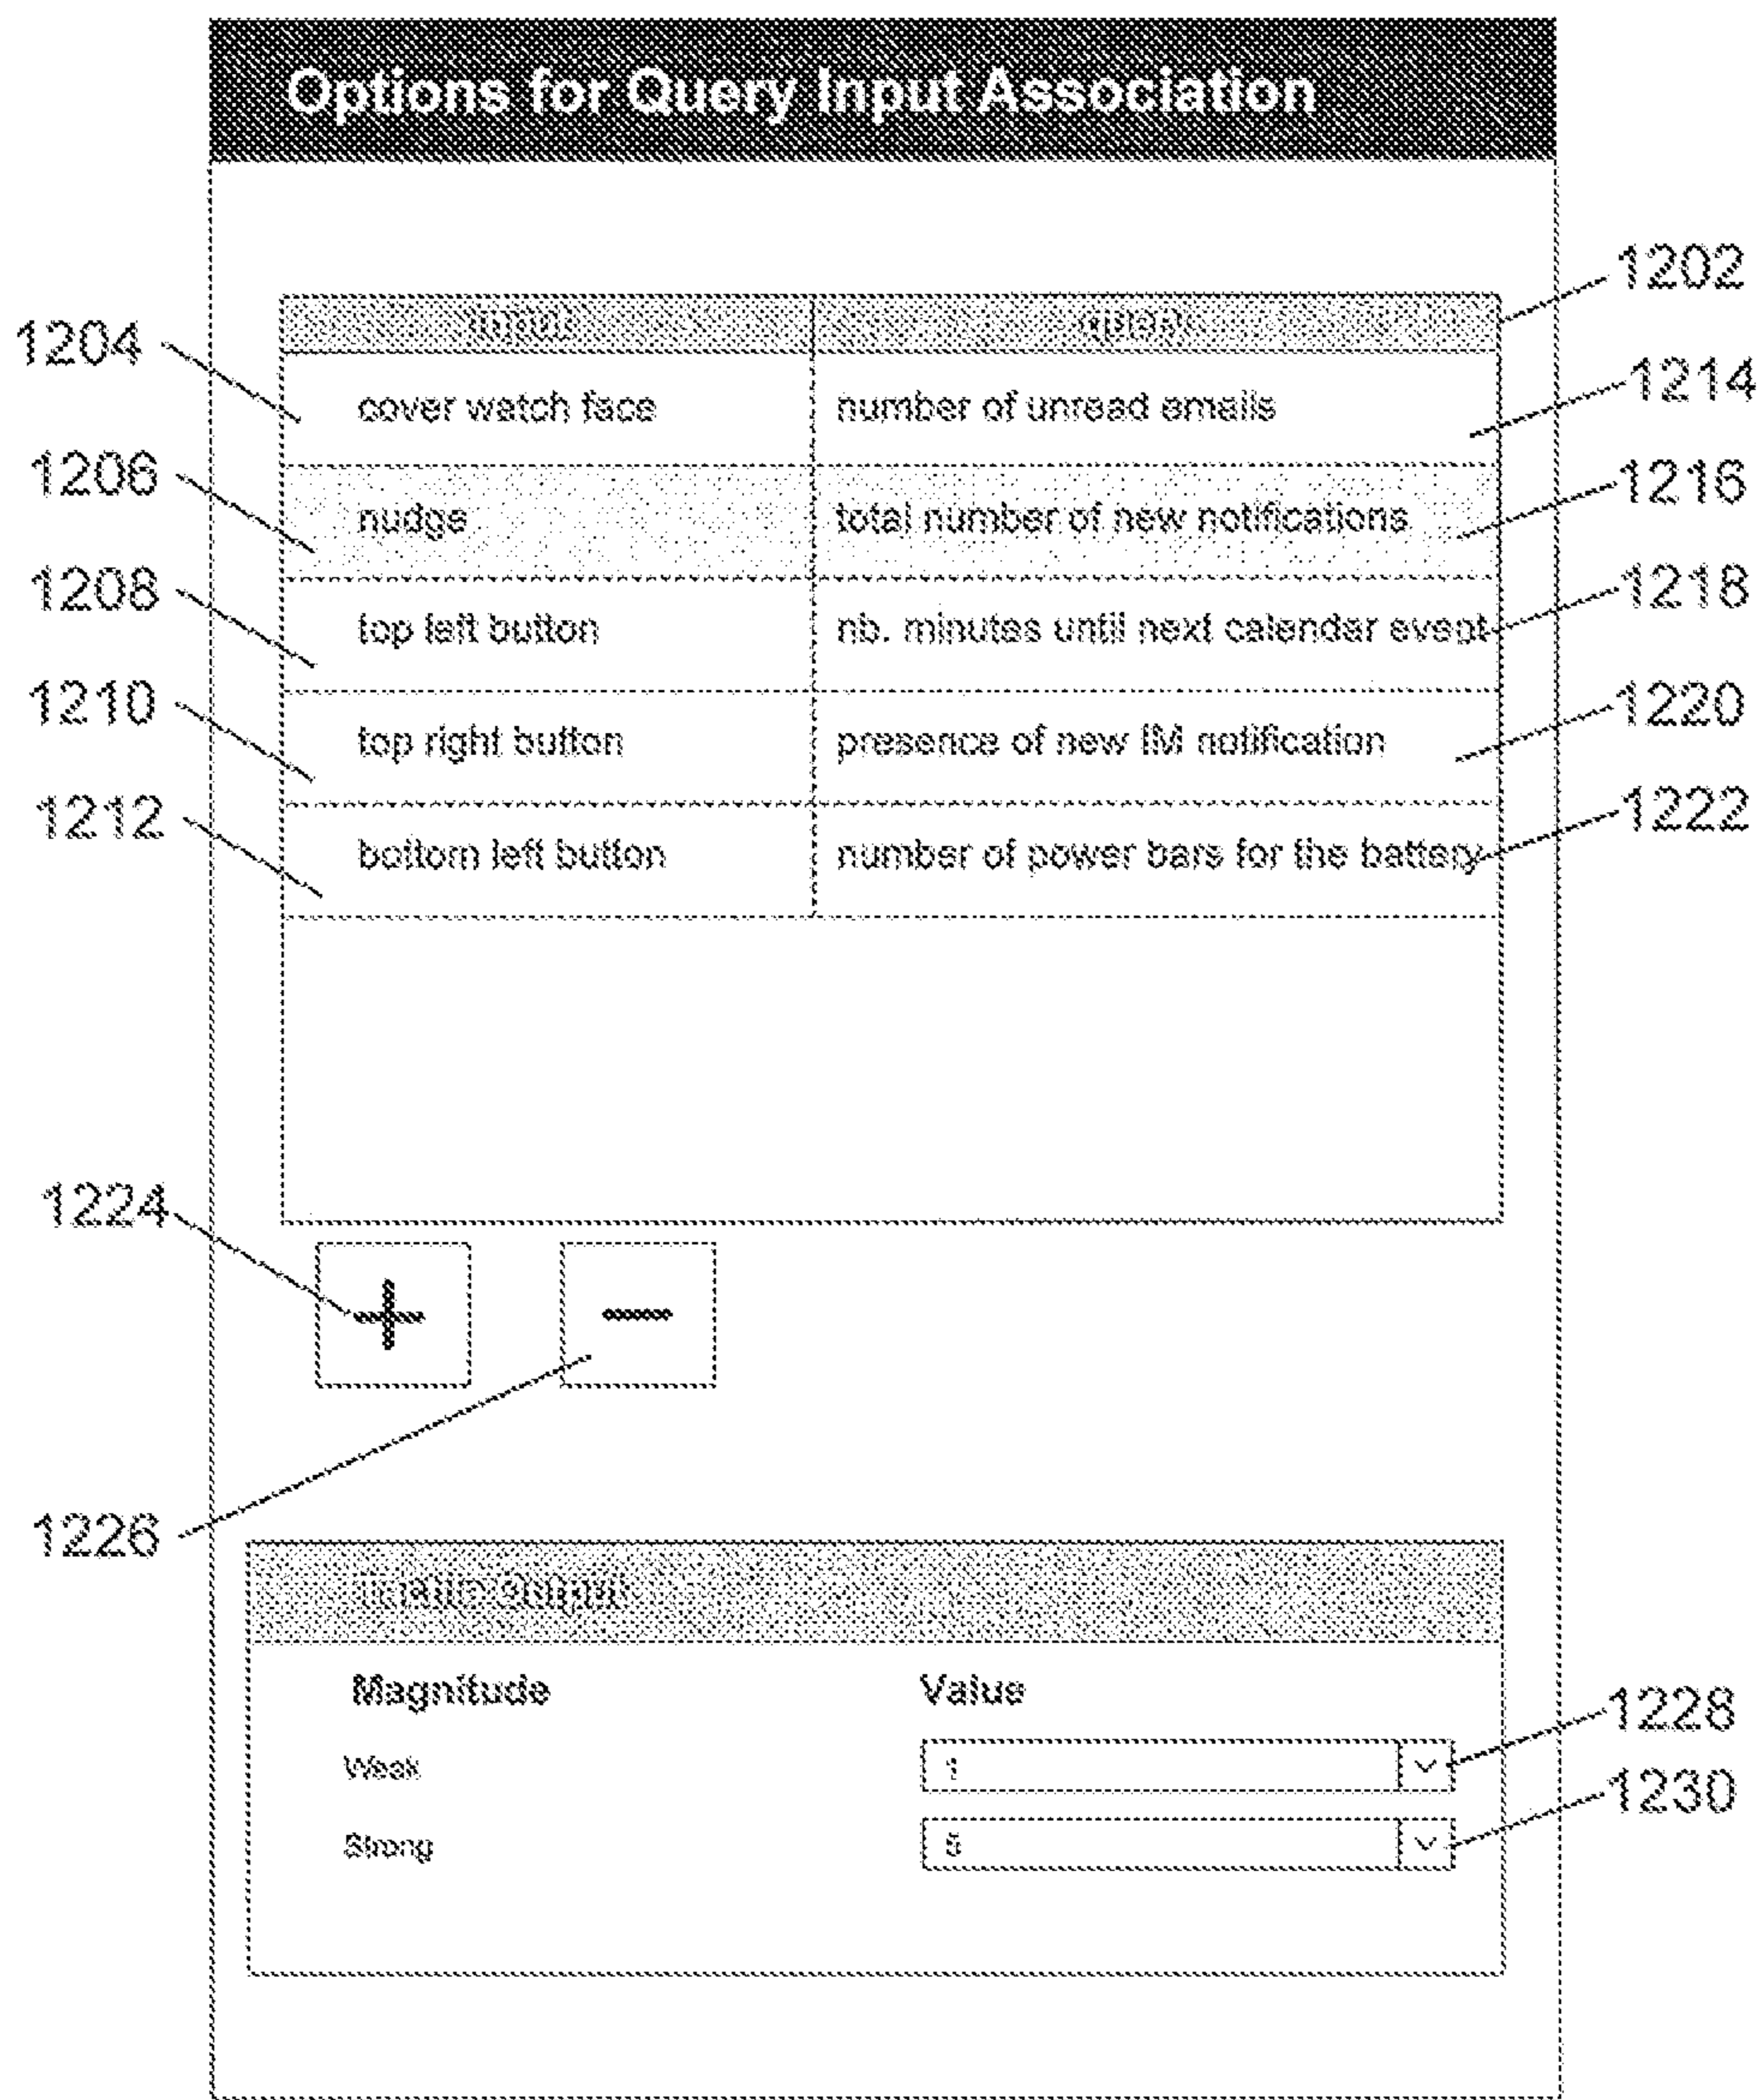 Options for Query Input Association
1202
input query
1204
cover watch face number of unread emails
1214
1206
nudge total number of new notifications
1216
1208
top left button nb. minutes until next calendar event
1218
1210
top right button presence of new IM notification
1220
1212
bottom left button number of power bars for the battery
1222
1224
+ −
1226
Output
Magnitude Value
Weak 1
1228
Strong 5
1230